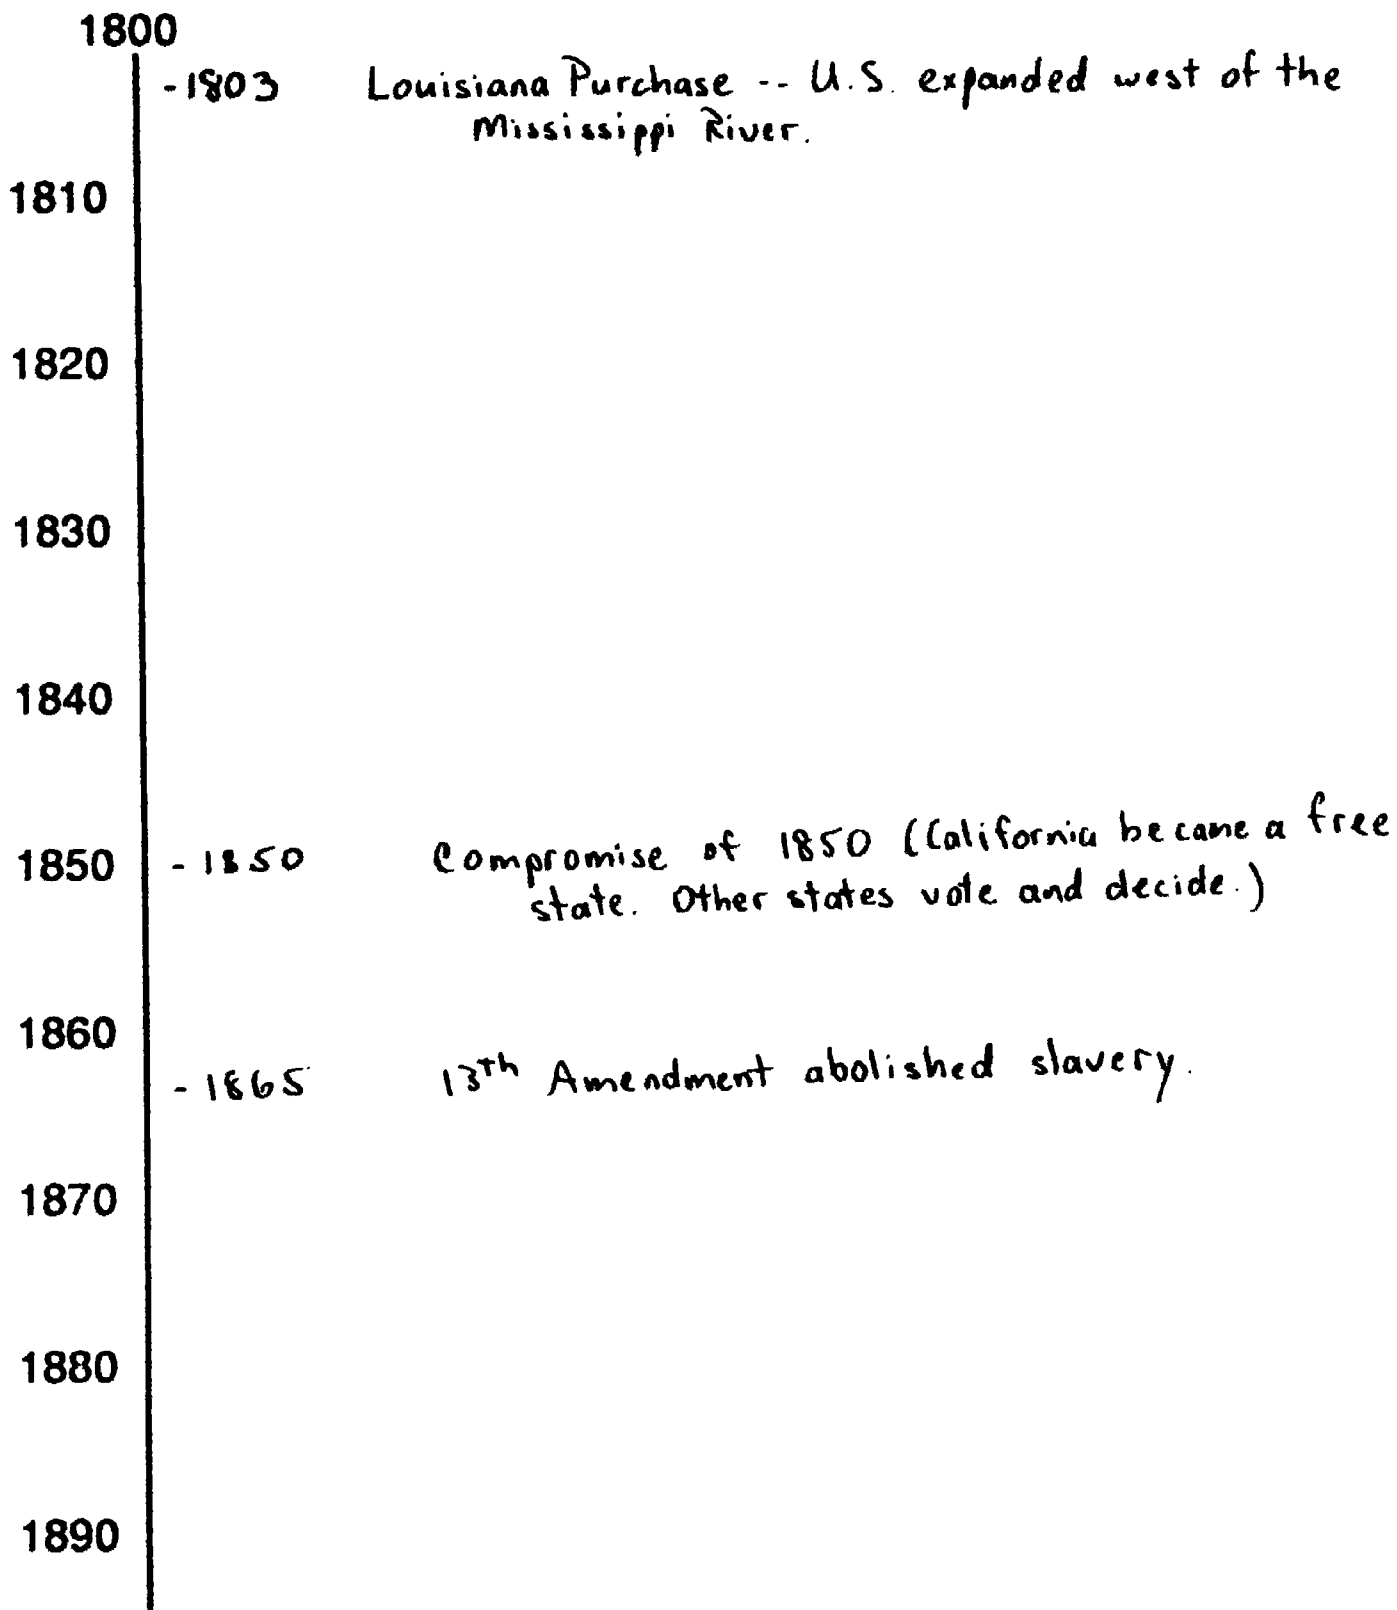 1800
-1803 Louisiana Purchase -- U.S. expanded west of the
Mississippi River.
1810
1820
1830
1840
1850 -1850 Compromise of 1850 (California became a free
state. Other states vote and decide.)
1860
-1865 13th Amendment abolished slavery.
1870
1880
1890